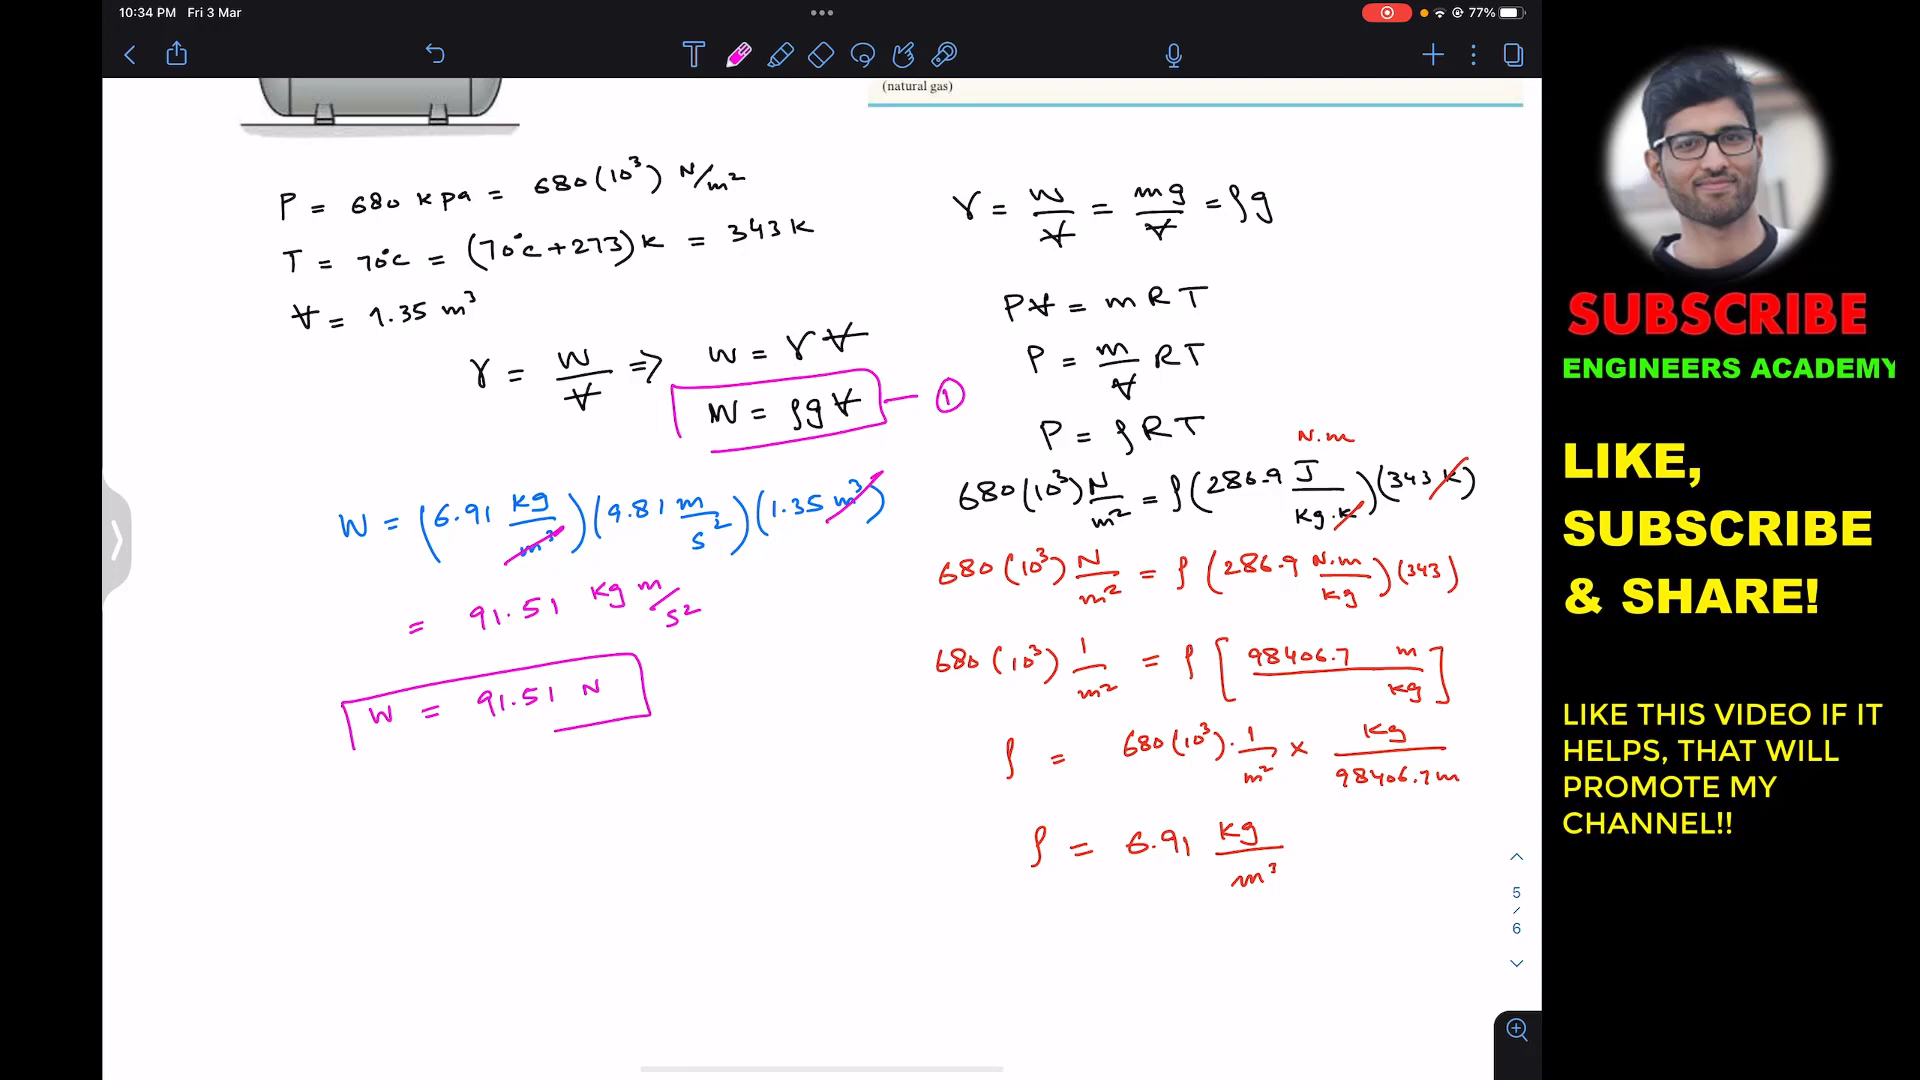 10:34 PM Fri 3 Mar
77%
(natural gas)
P = 680 kPa = 680(10³) N/m²
T = 70°c = (70°c+273)k = 343 k
V = 1.35 m³
γ = W/V ⇒ w = γ V
W = ρ g V — ①
W = (6.91 kg/m³)(9.81 m/s²)(1.35 m³)
= 91.51 kg m/s²
W = 91.51 N
γ = W/V = mg/V = ρg
PV = m R T
P = m/V RT
P = ρ R T
N.m
680(10³) N/m² = ρ(286.9 J/kg.k)(343 k)
680(10³) N/m² = ρ(286.9 N.m/kg)(343)
680(10³) 1/m² = ρ[98406.7 m/kg]
ρ = 680(10³)·1/m² × kg/98406.7m
ρ = 6.91 kg/m³
5
/
6
SUBSCRIBE
ENGINEERS ACADEMY
LIKE,
SUBSCRIBE
& SHARE!
LIKE THIS VIDEO IF IT
HELPS, THAT WILL
PROMOTE MY
CHANNEL!!